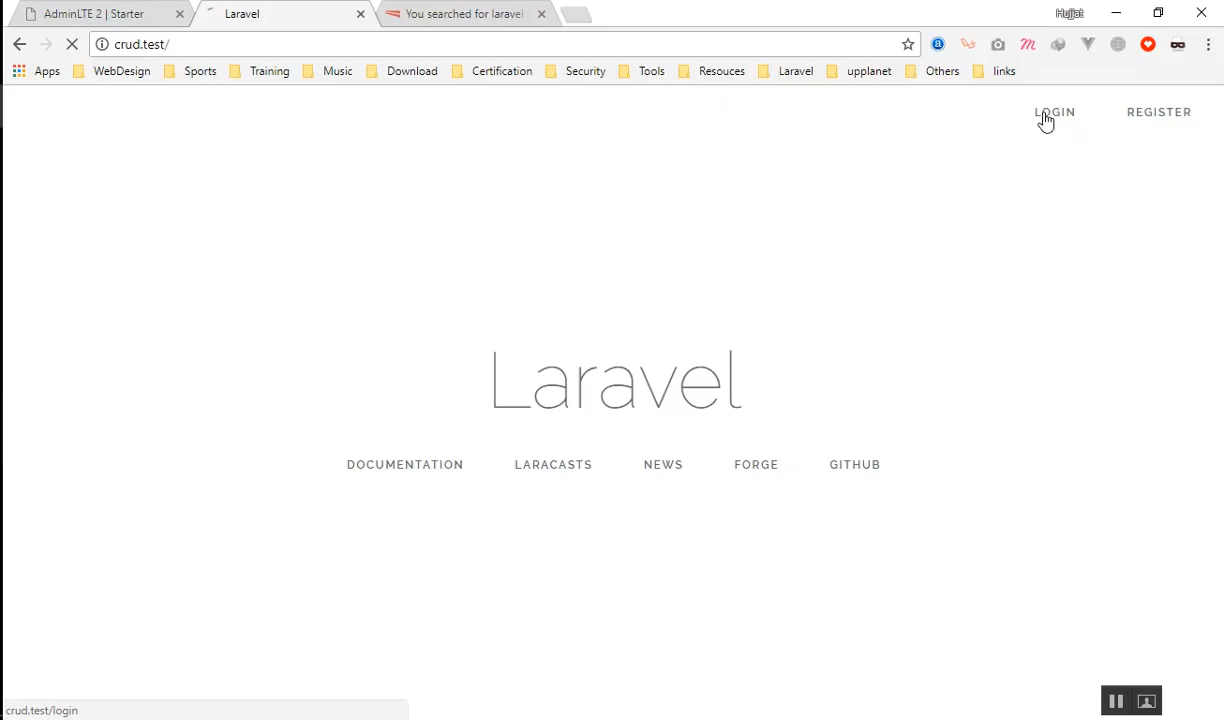 AdminLTE 2 | Starter
Laravel
You searched for laravel
Hujjat
crud.test/
Apps WebDesign Sports Training Music Download Certification Security Tools Resouces Laravel upplanet Others links
LOGIN REGISTER
Laravel
DOCUMENTATION LARACASTS NEWS FORGE GITHUB
crud.test/login